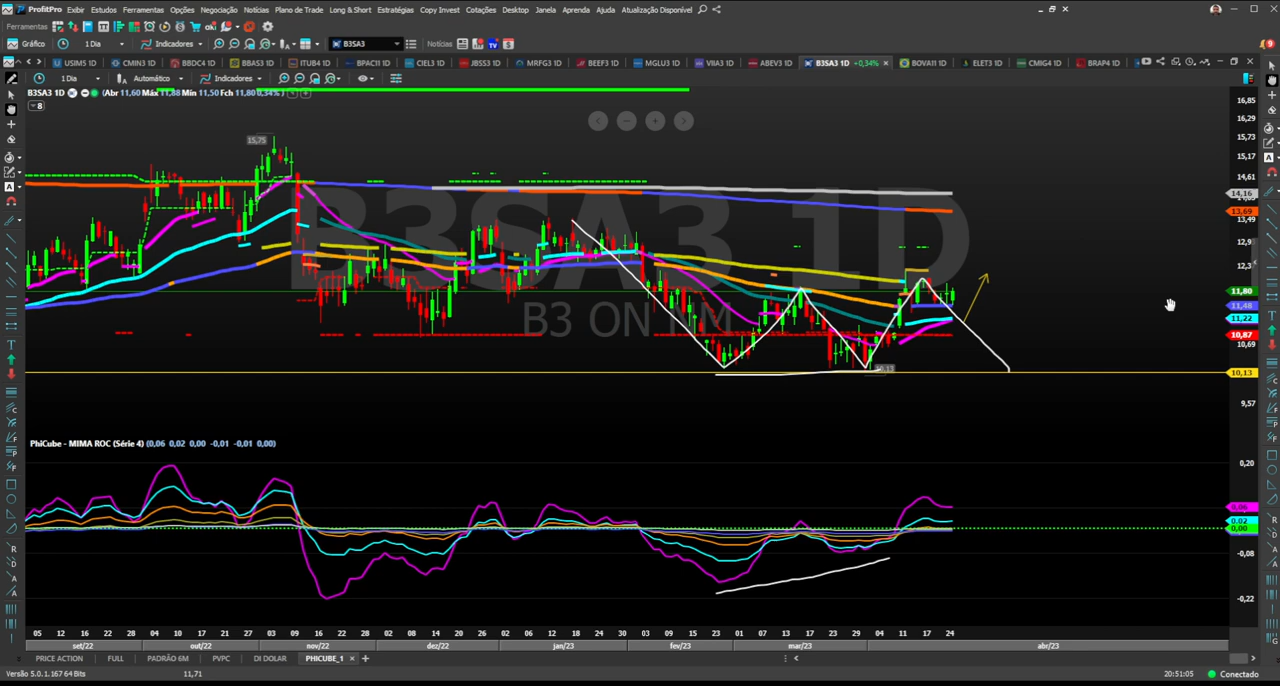 ProfitPro
Exibir Estudos Ferramentas Opções Negociação Notícias Plano de Trade Long & Short Estratégias Copy Invest Cotações Desktop Janela Aprenda Ajuda Atualização Disponível
Ferramentas
Gráfico 1 Dia Indicadores B3SA3 Notícias
USIM5 1D CMIN3 1D BBDC4 1D BBAS3 1D ITUB4 1D BPAC11 1D CIEL3 1D JBSS3 1D MRFG3 1D BEEF3 1D MGLU3 1D VIIA3 1D ABEV3 1D B3SA3 1D +0,34% BOVA11 1D ELET3 1D CMIG4 1D BRAP4 1D
1 Dia Automático Indicadores
B3SA3 1D (Abr 11,60 Máx 11,88 Mín 11,50 Fch 11,80 0,34%)
8
16,85
16,29
15,73
15,17
14,61
14,16
13,69
13,49
12,9
12,3
11,80
11,48
11,22
10,87
10,69
10,13
9,57
15,75
10,13
B3SA3 1D
B3 ON NM
PhiCube - MIMA ROC (Série 4) (0,06 0,02 0,00 -0,01 -0,01 0,00)
0,20
0,06
0,02
0,00
-0,08
-0,22
05 12 16 22 28 04 10 17 21 27 03 09 16 22 28 02 08 14 20 26 02 06 12 18 24 30 03 09 15 23 01 07 13 17 23 29 04 11 17 24
set/22 out/22 nov/22 dez/22 jan/23 fev/23 mar/23 abr/23
PRICE ACTION FULL PADRÃO 6M PVPC DI DOLAR PHICUBE_1
Versão 5.0.1.167 64 Bits 11,71 20:51:05 Conectado